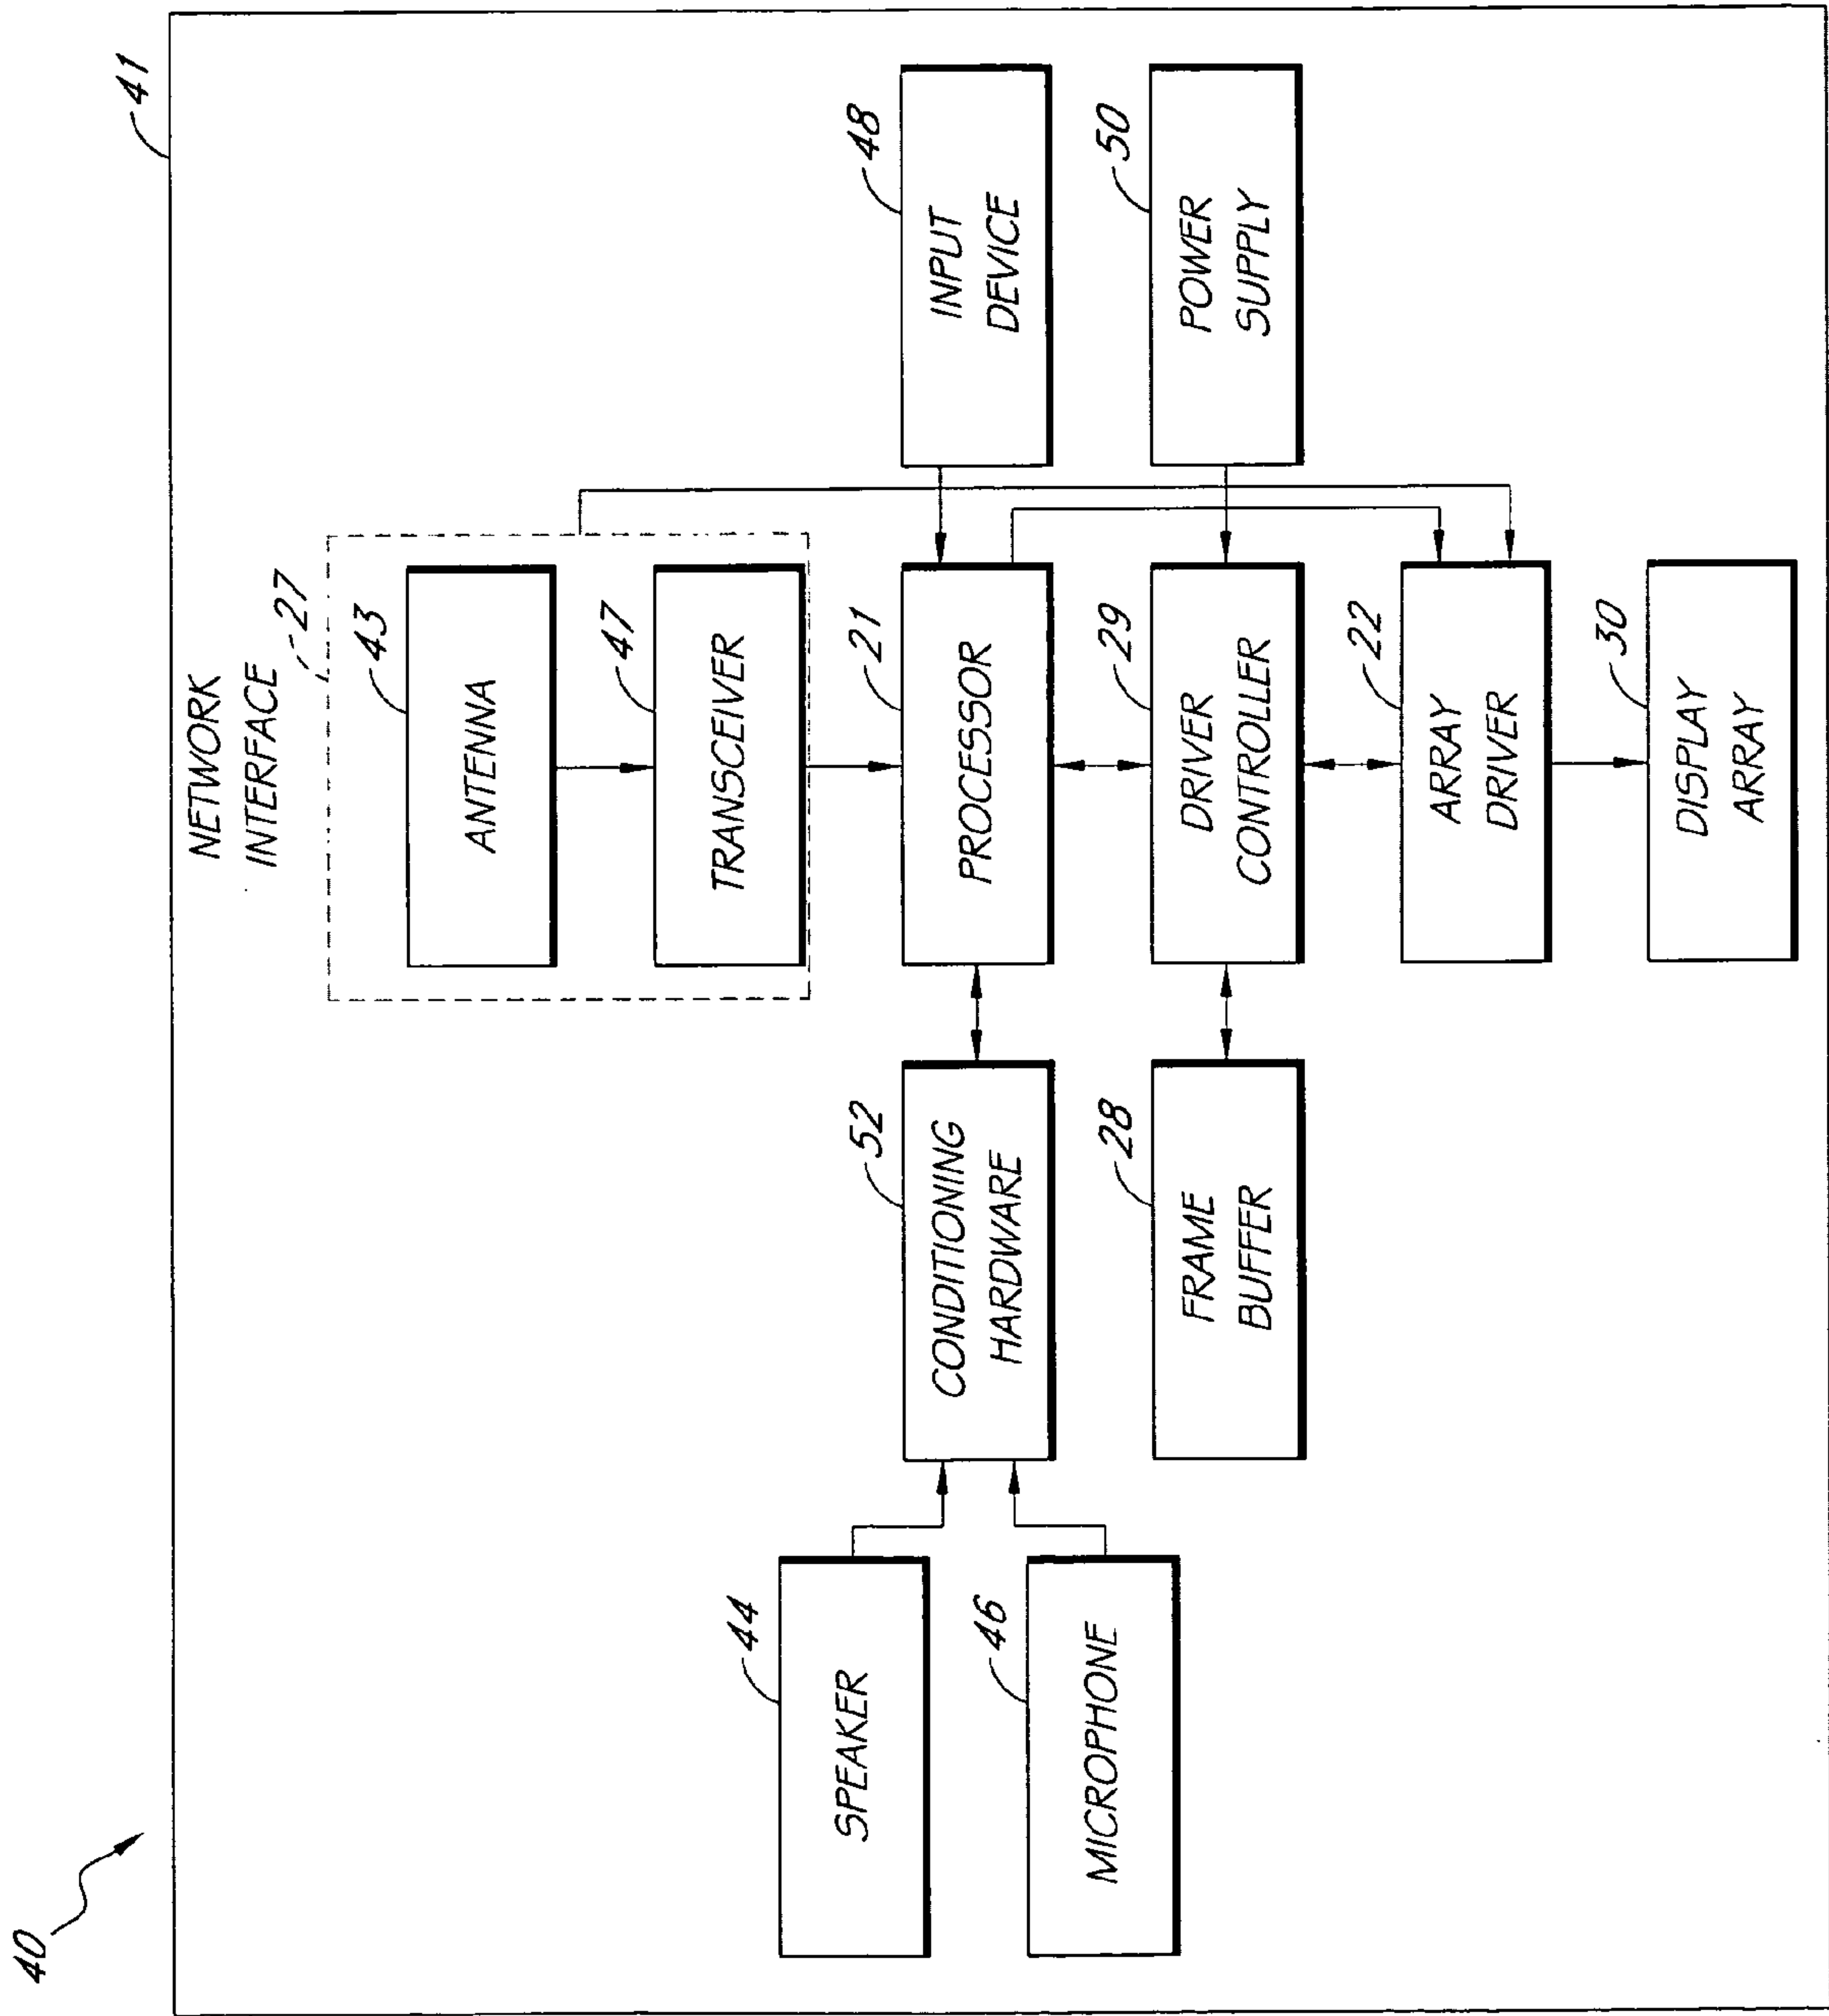 40
41
NETWORK
INTERFACE
27
43
ANTENNA
47
TRANSCEIVER
44
SPEAKER
52
CONDITIONING
HARDWARE
21
PROCESSOR
48
INPUT
DEVICE
46
MICROPHONE
28
FRAME
BUFFER
29
DRIVER
CONTROLLER
50
POWER
SUPPLY
22
ARRAY
DRIVER
30
DISPLAY
ARRAY